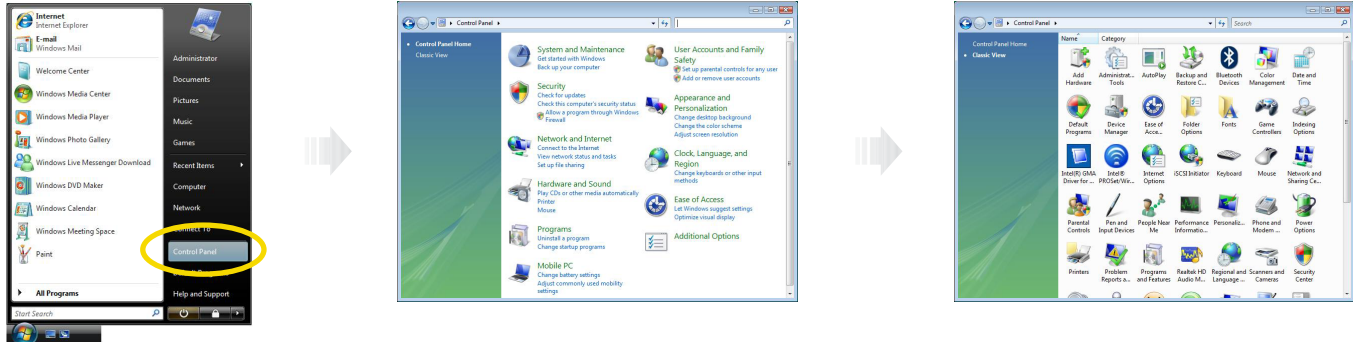 Internet
Internet Explorer
E-mail
Windows Mail
Welcome Center
Windows Media Center
Windows Media Player
Windows Photo Gallery
Windows Live Messenger Download
Windows DVD Maker
Windows Calendar
Windows Meeting Space
Paint
All Programs
Start Search
Administrator
Documents
Pictures
Music
Games
Recent Items
Computer
Network
Connect To
Control Panel
Help and Support
Control Panel
Control Panel Home
Classic View
System and Maintenance
Get started with Windows
Back up your computer
Security
Check for updates
Check this computer's security status
Allow a program through Windows
Firewall
Network and Internet
Connect to the Internet
View network status and tasks
Set up file sharing
Hardware and Sound
Play CDs or other media automatically
Printer
Mouse
Programs
Uninstall a program
Change startup programs
Mobile PC
Change battery settings
Adjust commonly used mobility
settings
User Accounts and Family
Safety
Set up parental controls for any user
Add or remove user accounts
Appearance and
Personalization
Change desktop background
Change the color scheme
Adjust screen resolution
Clock, Language, and
Region
Change keyboards or other input
methods
Ease of Access
Let Windows suggest settings
Optimize visual display
Additional Options
Control Panel
Search
Control Panel Home
Classic View
Name Category
Add Administrat... AutoPlay Backup and Bluetooth Color Date and
Hardware Tools Restore C... Devices Management Time
Default Device Ease of Folder Fonts Game Indexing
Programs Manager Acce... Options Controllers Options
Intel(R) GMA Intel® Internet iSCSI Initiator Keyboard Mouse Network and
Driver for ... PROSet/Wir... Options Sharing Ce...
Parental Pen and People Near Performance Personaliz... Phone and Power
Controls Input Devices Me Informatio... Modem ... Options
Printers Problem Programs Realtek HD Regional and Scanners and Security
Reports a... and Features Audio M... Language ... Cameras Center